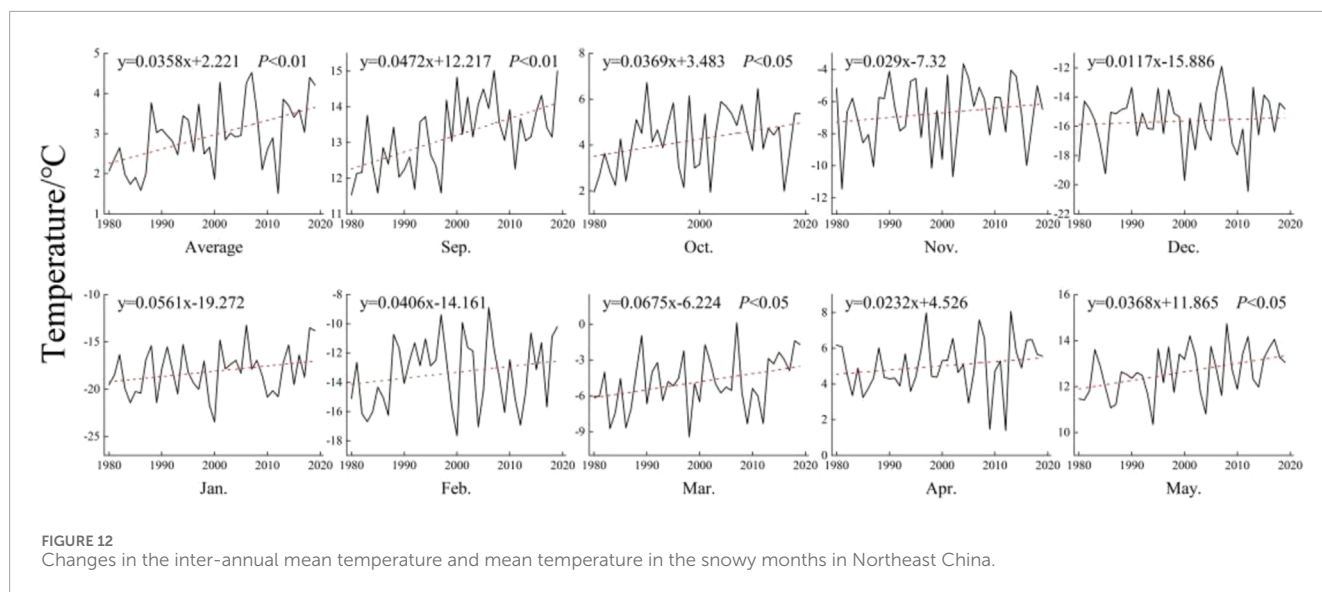 Temperature/℃
y=0.0358x+2.221 P<0.01
5
4
3
2
1
1980 1990 2000 2010 2020
Average
y=0.0472x+12.217 P<0.01
15
14
13
12
11
1980 1990 2000 2010 2020
Sep.
y=0.0369x+3.483 P<0.05
8
6
4
2
1980 2000 2020
Oct.
y=0.029x-7.32
-4
-6
-8
-10
-12
1980 1990 2000 2010 2020
Nov.
y=0.0117x-15.886
-12
-14
-16
-18
-20
-22
1980 1990 2000 2010 2020
Dec.
y=0.0561x-19.272
-10
-15
-20
-25
1980 1990 2000 2010 2020
Jan.
y=0.0406x-14.161
-8
-10
-12
-14
-16
-18
1980 1990 2000 2010 2020
Feb.
y=0.0675x-6.224 P<0.05
0
-3
-6
-9
1980 1990 2000 2010 2020
Mar.
y=0.0232x+4.526
8
6
4
2
0
1980 1990 2000 2010 2020
Apr.
y=0.0368x+11.865 P<0.05
16
14
12
10
1980 1990 2000 2010 2020
May.
FIGURE 12
Changes in the inter-annual mean temperature and mean temperature in the snowy months in Northeast China.